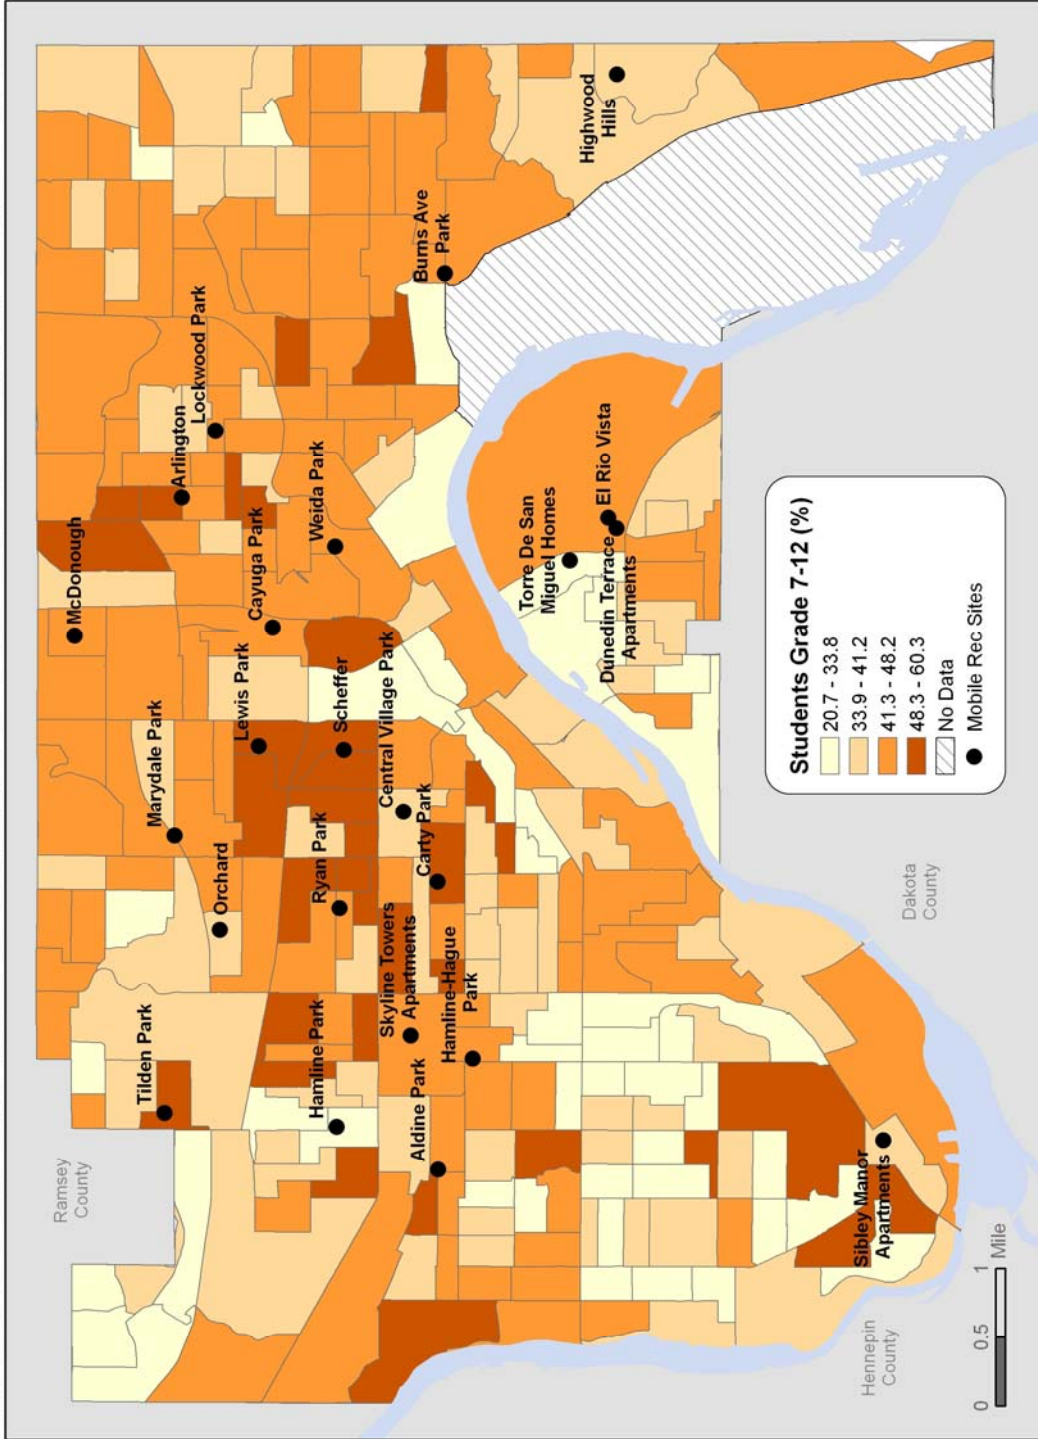 Ramsey
County
Tilden Park
Orchard
Marydale Park
McDonough
Arlington
Lockwood Park
Hamline Park
Ryan Park
Lewis Park
Scheffer
Cayuga Park
Weida Park
Aldine Park
Skyline Towers
Apartments
Hamline-Hague
Park
Carty Park
Central Village Park
Burns Ave
Park
Highwood
Hills
Torre De San
Miguel Homes
El Rio Vista
Dunedin Terrace
Apartments
Sibley Manor
Apartments
Hennepin
County
Dakota
County
0 0.5 1
Mile
Students Grade 7-12 (%)
20.7 - 33.8
33.9 - 41.2
41.3 - 48.2
48.3 - 60.3
No Data
Mobile Rec Sites